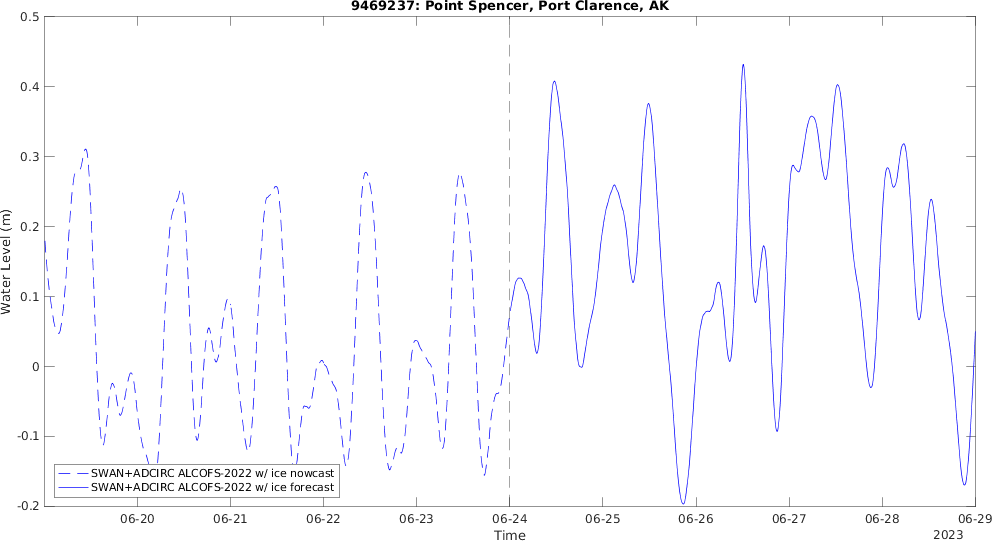 9469237: Point Spencer, Port Clarence, AK
0.5
0.4
0.3
0.2
0.1
0
-0.1
-0.2
Water Level (m)
SWAN+ADCIRC ALCOFS-2022 w/ ice nowcast
SWAN+ADCIRC ALCOFS-2022 w/ ice forecast
06-20 06-21 06-22 06-23 06-24 06-25 06-26 06-27 06-28 06-29
Time
2023